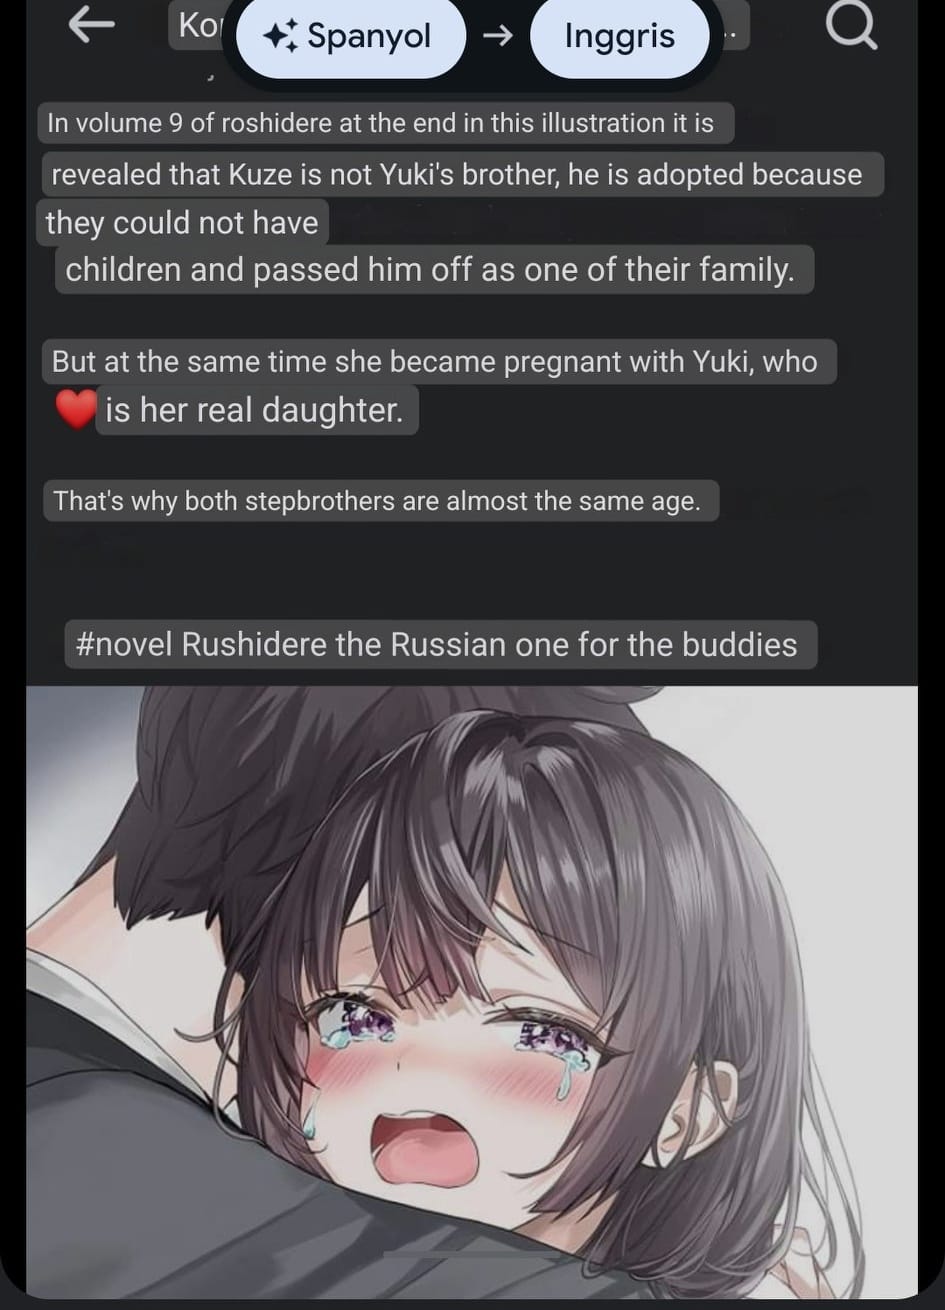 Spanyol → Inggris
In volume 9 of roshidere at the end in this illustration it is
revealed that Kuze is not Yuki's brother, he is adopted because
they could not have
children and passed him off as one of their family.
But at the same time she became pregnant with Yuki, who
❤️ is her real daughter.
That's why both stepbrothers are almost the same age.
#novel Rushidere the Russian one for the buddies